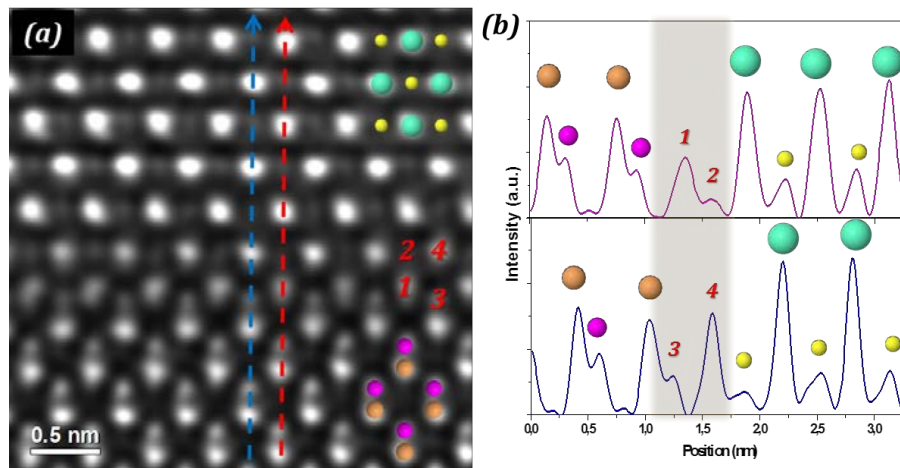 (a)
2 4
1 3
0.5 nm
(b)
Intensity (a.u.)
1
2
3
4
0,0 0,5 1,0 1,5 2,0 2,5 3,0
Position (nm)